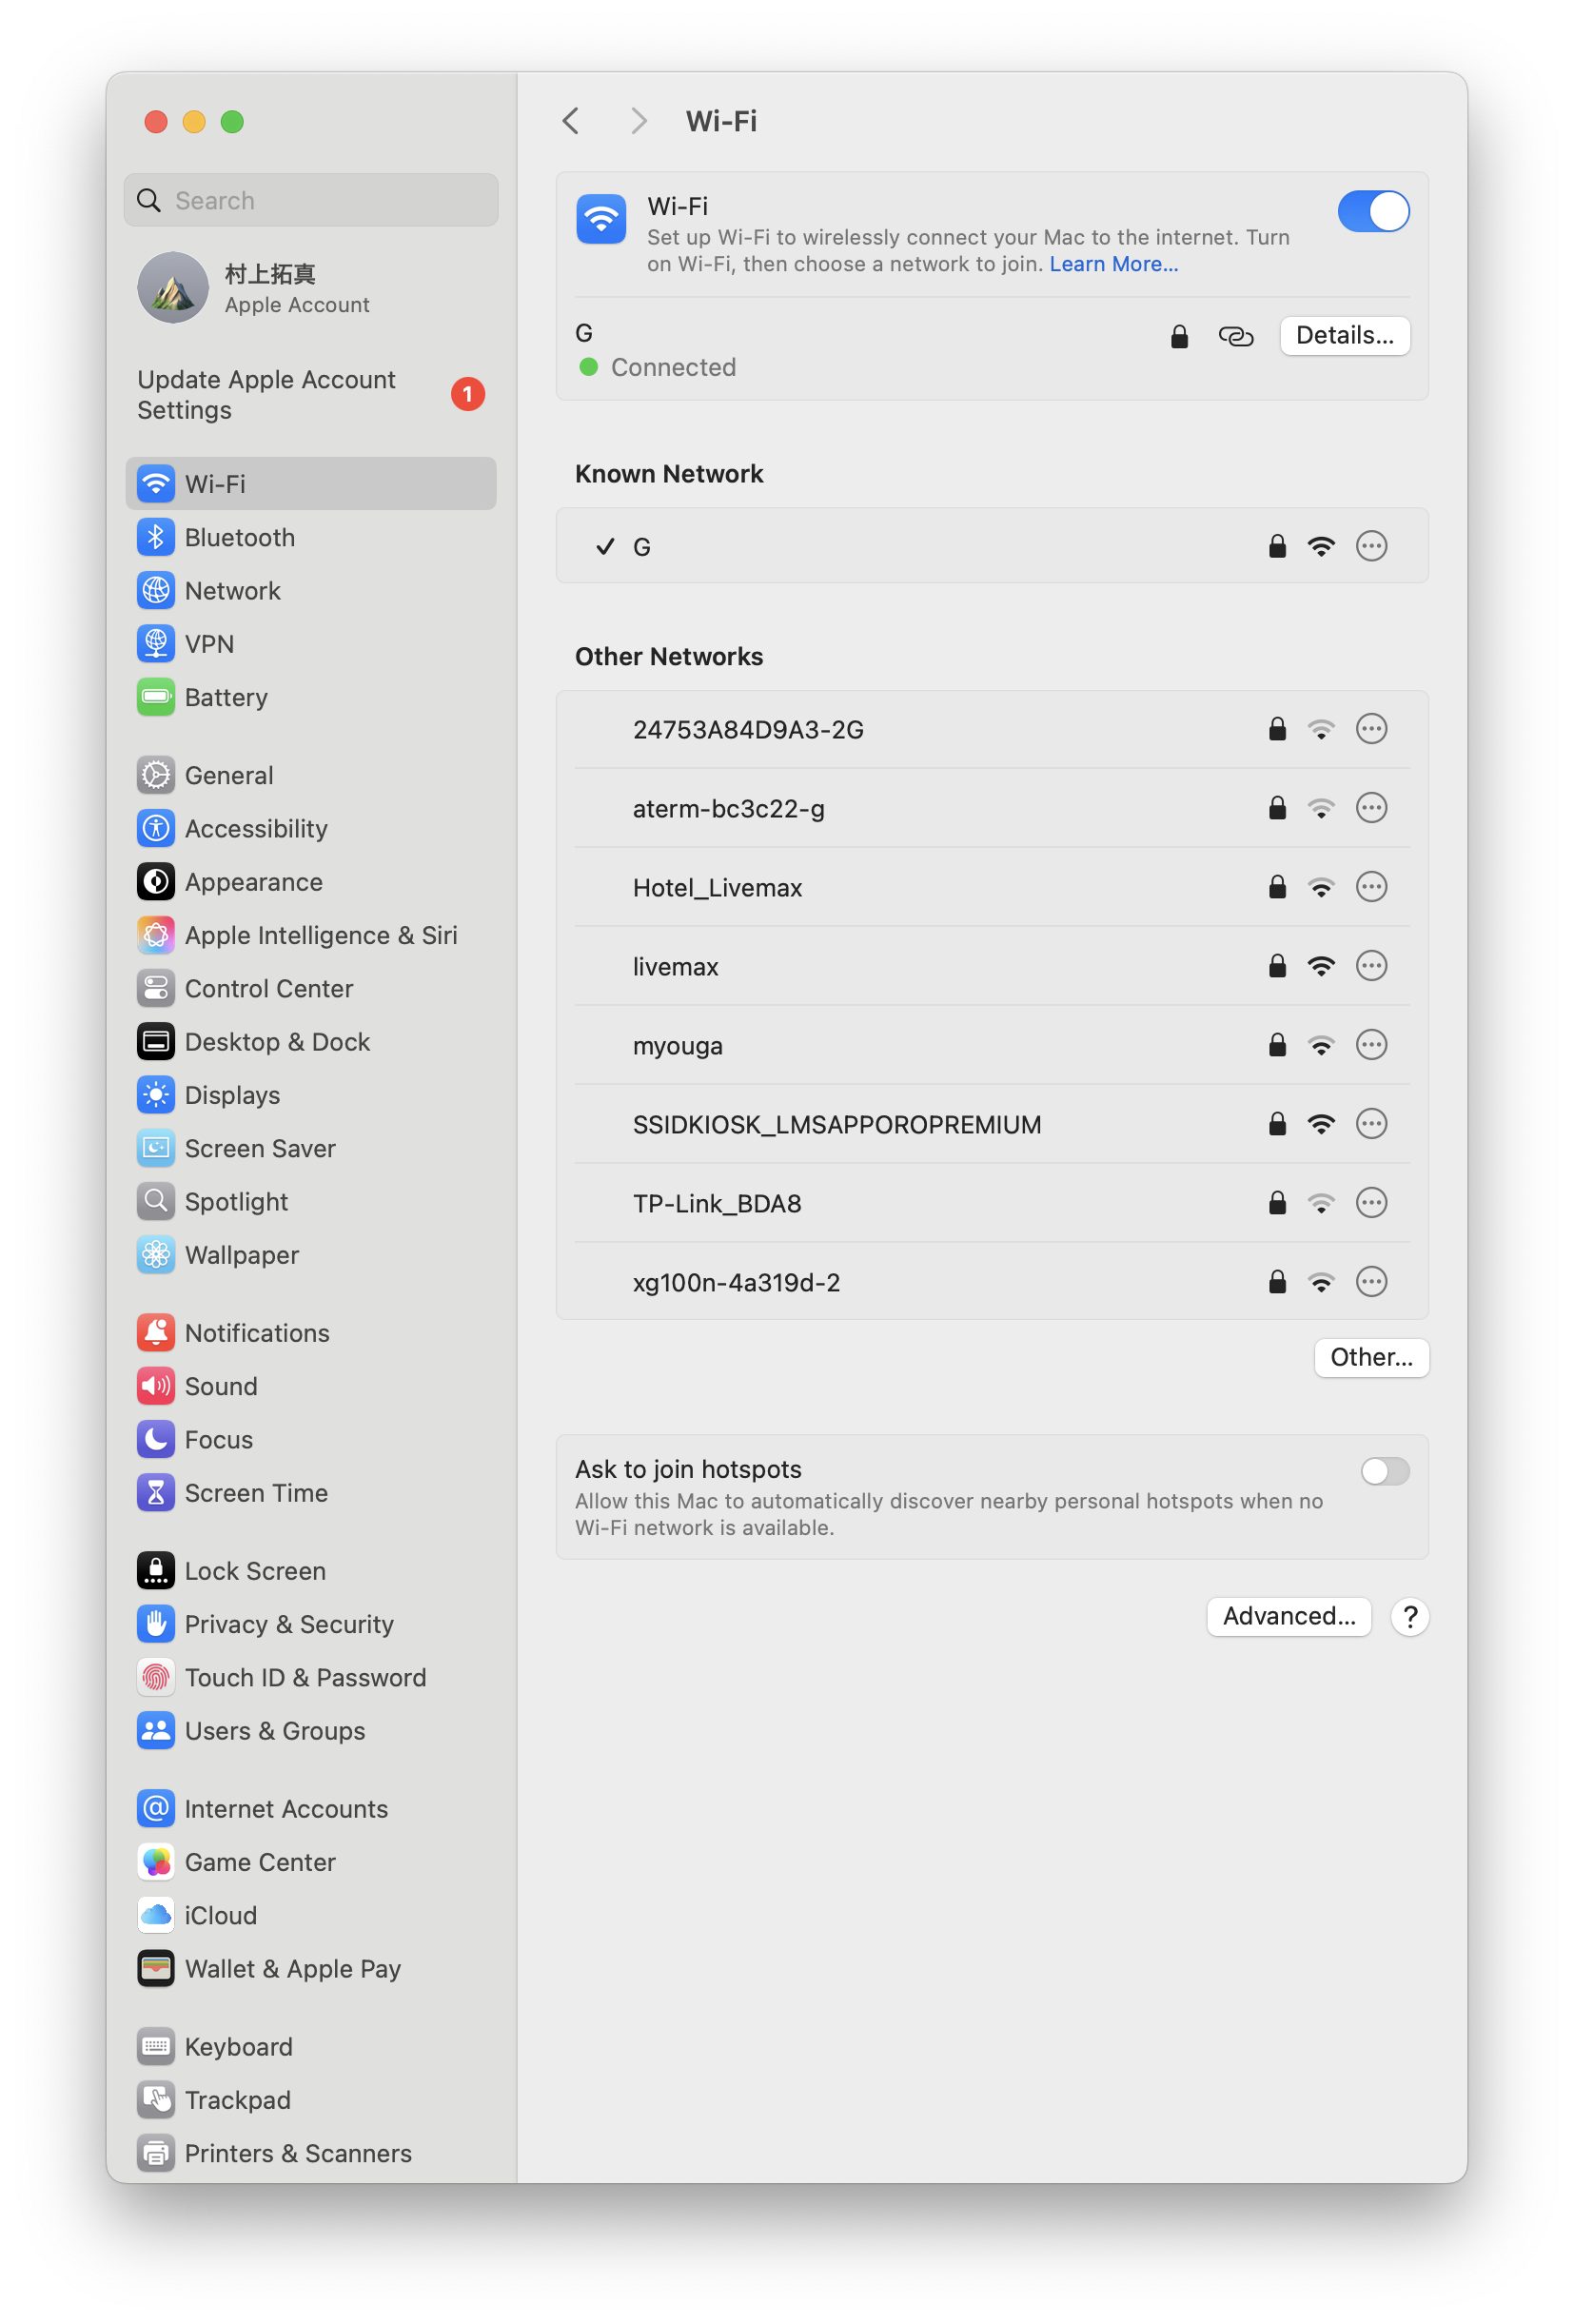 Search
村上拓真
Apple Account
Update Apple Account
Settings
1
Wi-Fi
Bluetooth
Network
VPN
Battery
General
Accessibility
Appearance
Apple Intelligence & Siri
Control Center
Desktop & Dock
Displays
Screen Saver
Spotlight
Wallpaper
Notifications
Sound
Focus
Screen Time
Lock Screen
Privacy & Security
Touch ID & Password
Users & Groups
Internet Accounts
Game Center
iCloud
Wallet & Apple Pay
Keyboard
Trackpad
Printers & Scanners
Wi-Fi
Wi-Fi
Set up Wi-Fi to wirelessly connect your Mac to the internet. Turn
on Wi-Fi, then choose a network to join. Learn More...
G
Connected
Details...
Known Network
G
Other Networks
24753A84D9A3-2G
aterm-bc3c22-g
Hotel_Livemax
livemax
myouga
SSIDKIOSK_LMSAPPOROPREMIUM
TP-Link_BDA8
xg100n-4a319d-2
Other...
Ask to join hotspots
Allow this Mac to automatically discover nearby personal hotspots when no
Wi-Fi network is available.
Advanced...
?